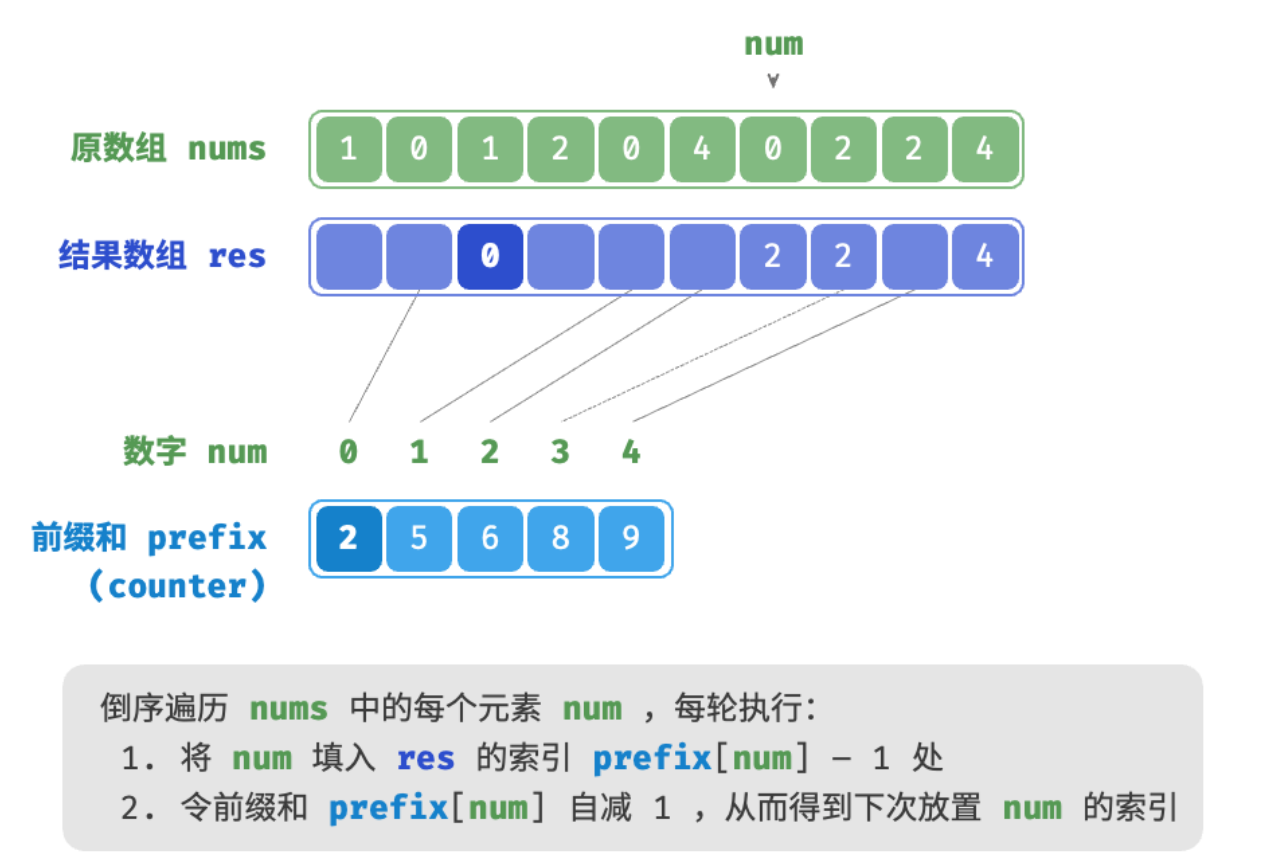 num
原数组 nums 1 0 1 2 0 4 0 2 2 4
结果数组 res 0 2 2 4
数字 num 0 1 2 3 4
前缀和 prefix 2 5 6 8 9
(counter)
倒序遍历 nums 中的每个元素 num ，每轮执行：
1. 将 num 填入 res 的索引 prefix[num] − 1 处
2. 令前缀和 prefix[num] 自减 1 ，从而得到下次放置 num 的索引